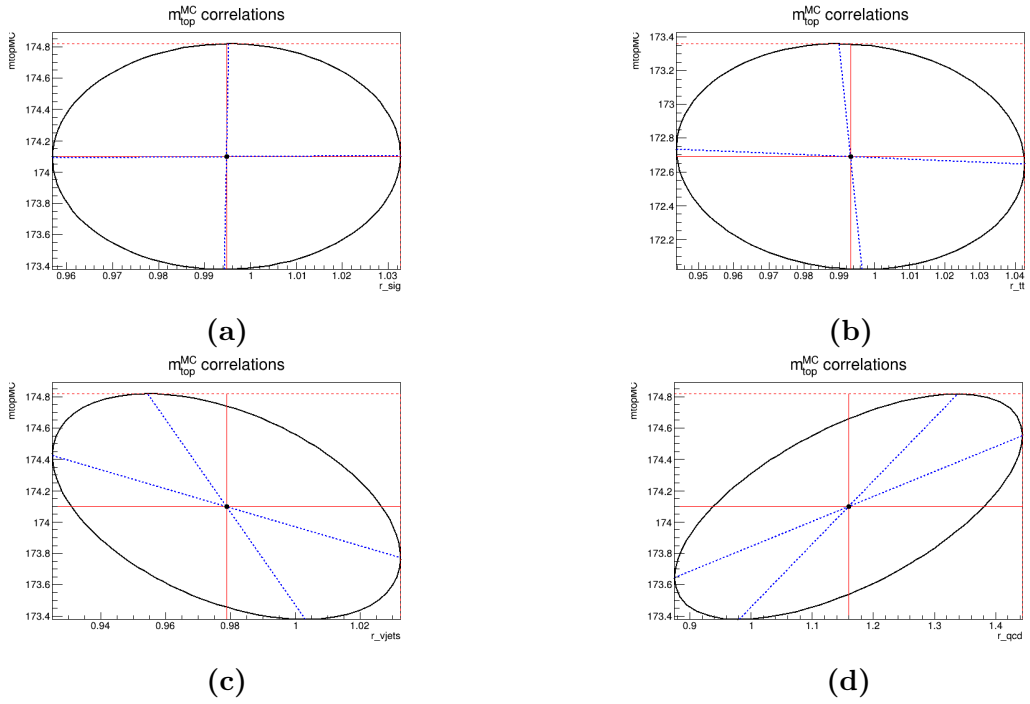 m_top^MC correlations
mtopMC
174.8
174.6
174.4
174.2
174
173.8
173.6
173.4
0.96 0.97 0.98 0.99 1 1.01 1.02 1.03
r_sig
(a)
m_top^MC correlations
mtopMC
173.4
173.2
173
172.8
172.6
172.4
172.2
0.95 0.96 0.97 0.98 0.99 1 1.01 1.02 1.03 1.04
r_tt
(b)
m_top^MC correlations
mtopMC
174.8
174.6
174.4
174.2
174
173.8
173.6
173.4
0.94 0.96 0.98 1 1.02
r_vjets
(c)
m_top^MC correlations
mtopMC
174.8
174.6
174.4
174.2
174
173.8
173.6
173.4
0.9 1 1.1 1.2 1.3 1.4
r_qcd
(d)